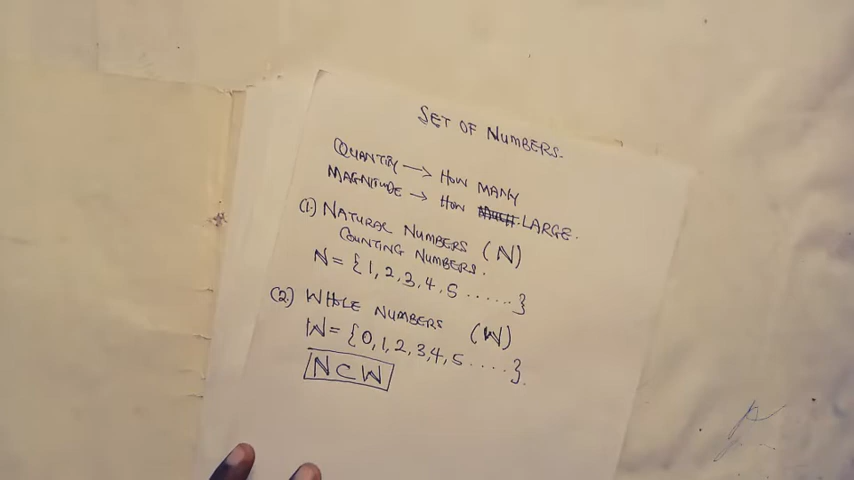 SET OF NUMBERS.
QUANTITY → HOW MANY
MAGNITUDE → HOW MUCH LARGE.
(1.) NATURAL NUMBERS (N)
COUNTING NUMBERS.
N = {1, 2, 3, 4, 5 ......}
(2.) WHOLE NUMBERS (W)
W = {0, 1, 2, 3, 4, 5 ....}.
N ⊂ W